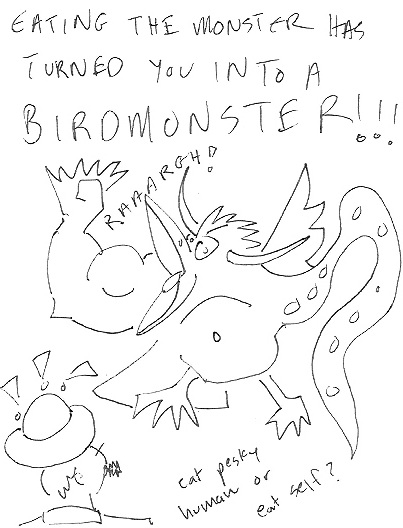 EATING THE MONSTER HAS
TURNED YOU INTO A
BIRDMONSTER!!!
RAAARGH!
eat pesky
human or
eat self?